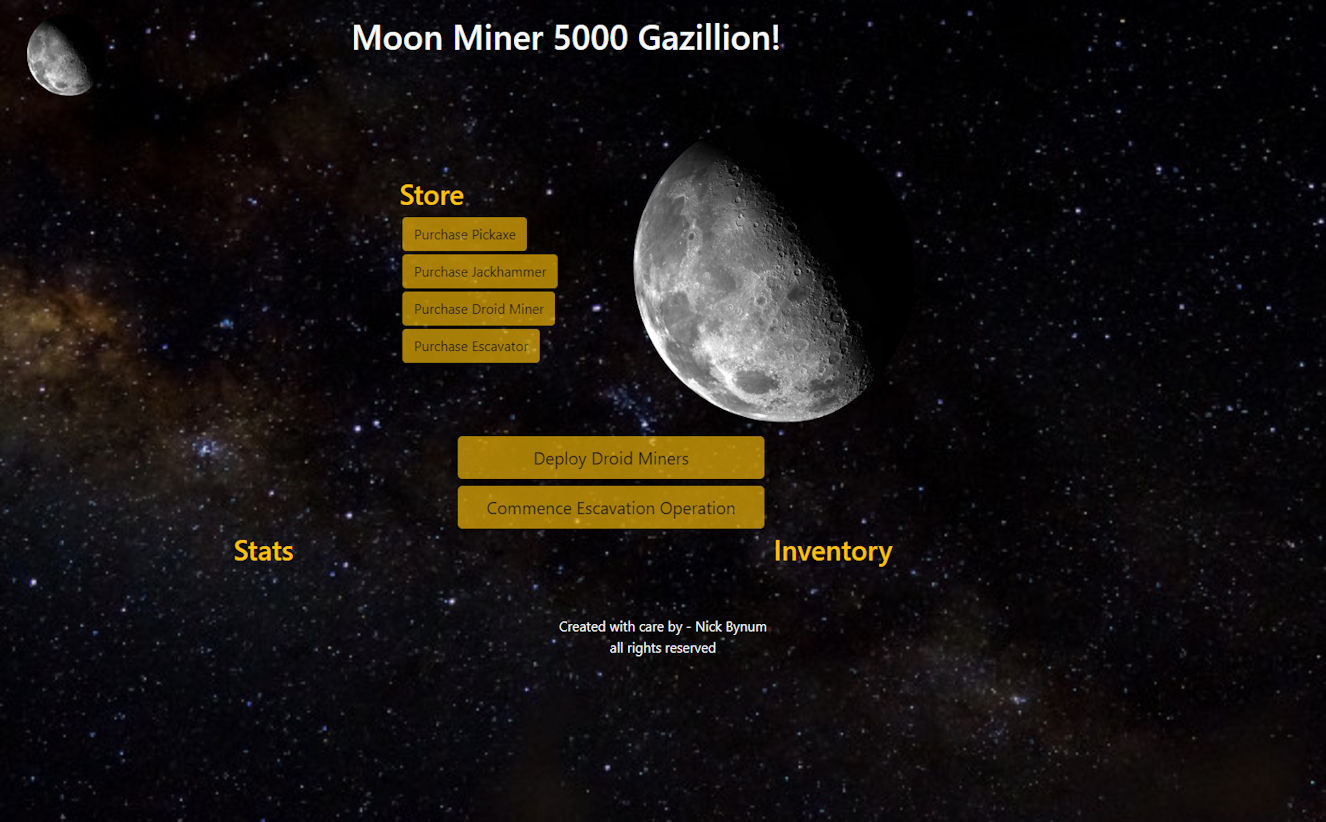 Moon Miner 5000 Gazillion!
Store
Purchase Pickaxe
Purchase Jackhammer
Purchase Droid Miner
Purchase Escavator
Deploy Droid Miners
Commence Escavation Operation
Stats
Inventory
Created with care by - Nick Bynum
all rights reserved